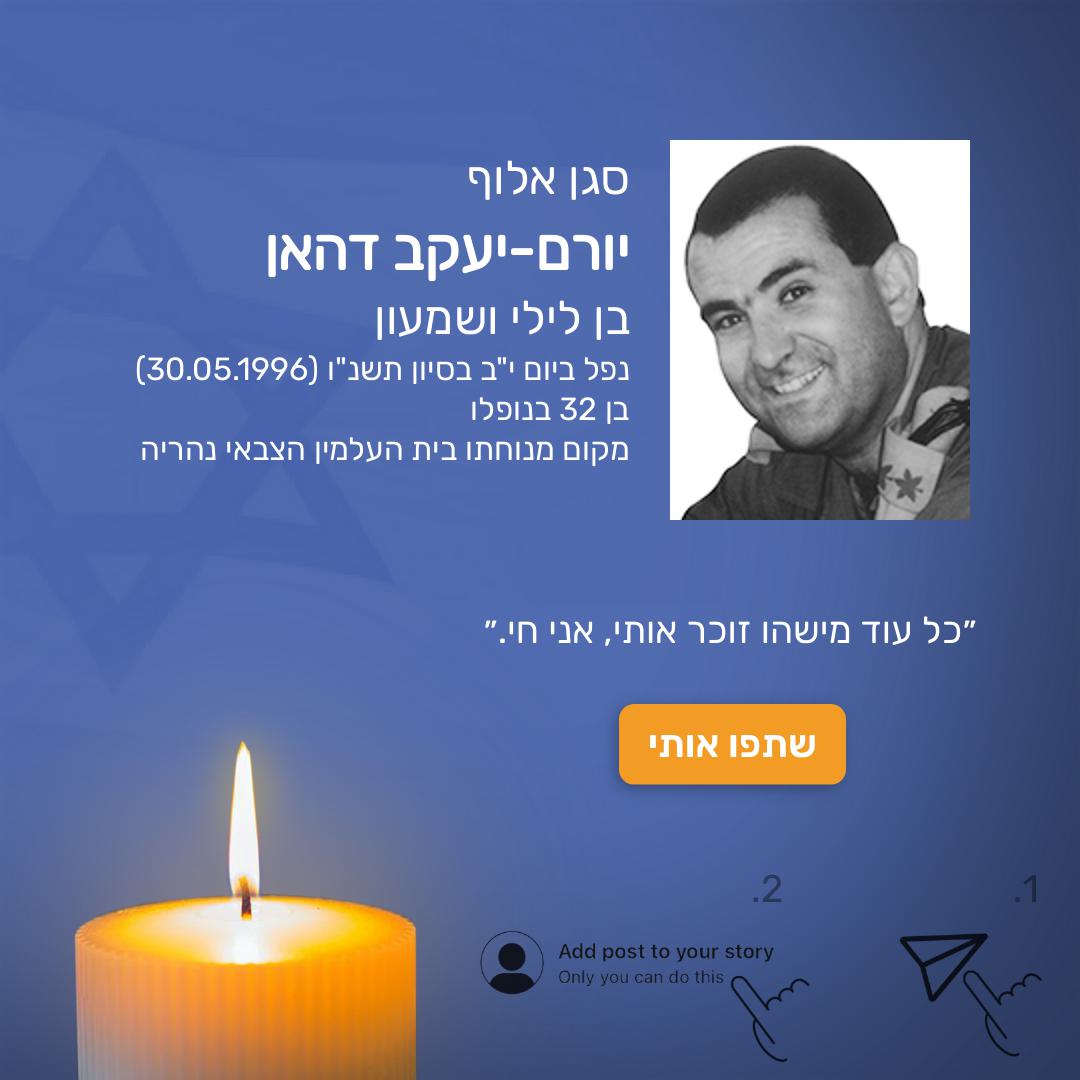 סגן אלוף
יורם-יעקב דהאן
בן לילי ושמעון
נפל ביום י"ב בסיון תשנ"ו (30.05.1996)
בן 32 בנופלו
מקום מנוחתו בית העלמין הצבאי נהריה
״כל עוד מישהו זוכר אותי, אני חי.״
שתפו אותי
1.
2.
Add post to your story
Only you can do this